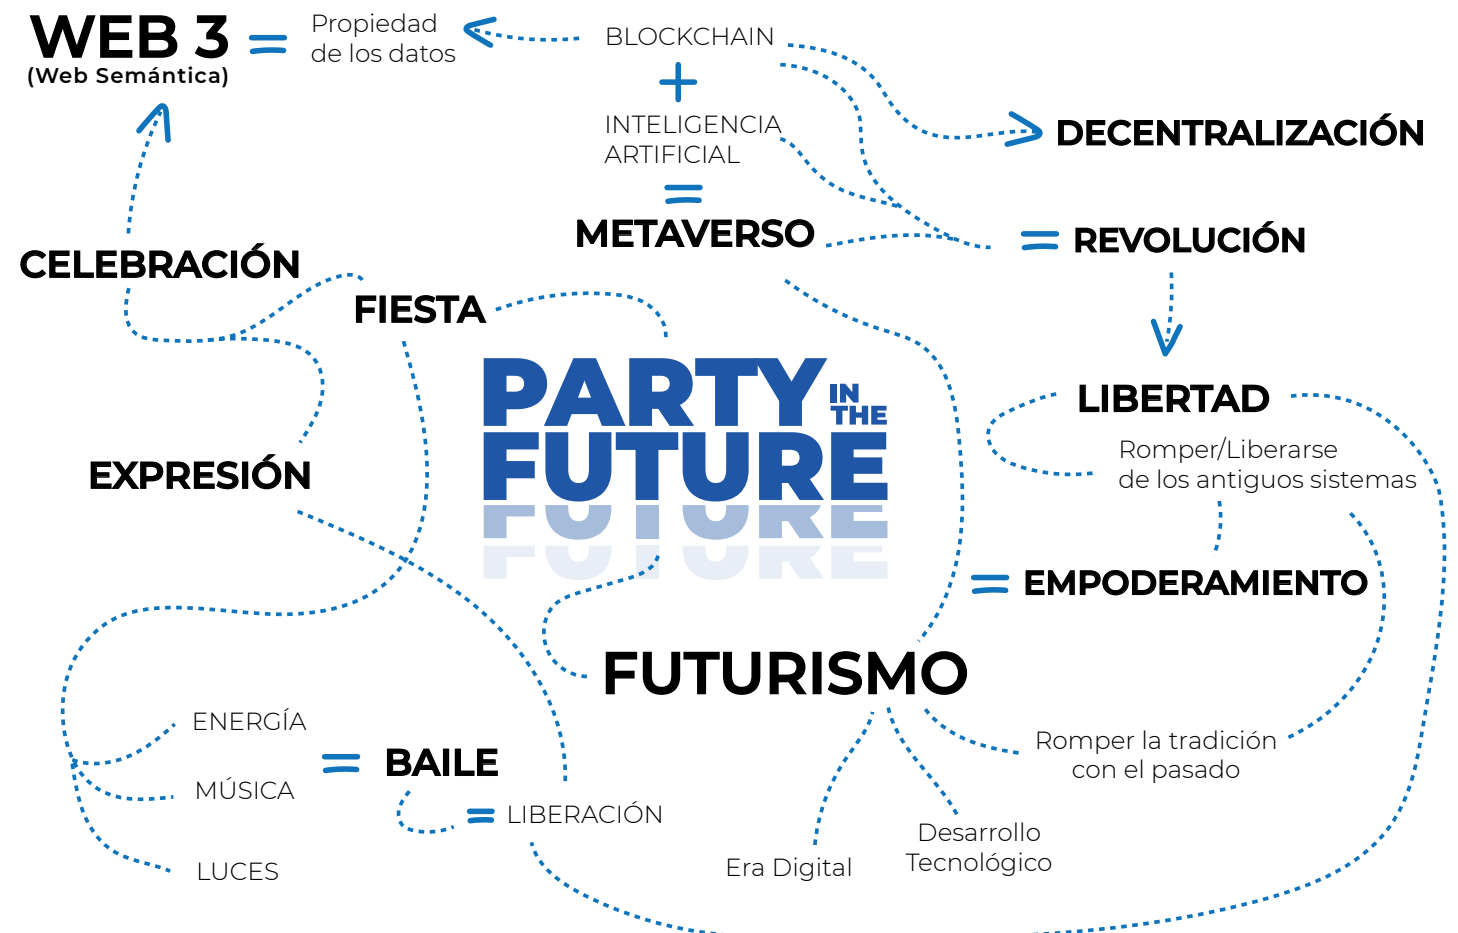 WEB 3
(Web Semántica)
=
Propiedad
de los datos
BLOCKCHAIN
+
INTELIGENCIA
ARTIFICIAL
=
METAVERSO
DECENTRALIZACIÓN
=
REVOLUCIÓN
CELEBRACIÓN
FIESTA
PARTY IN THE
FUTURE
FUTURE
FUTURE
LIBERTAD
Romper/Liberarse
de los antiguos sistemas
EXPRESIÓN
=
EMPODERAMIENTO
FUTURISMO
ENERGÍA
MÚSICA
LUCES
=
BAILE
=
LIBERACIÓN
Romper la tradición
con el pasado
Desarrollo
Tecnológico
Era Digital